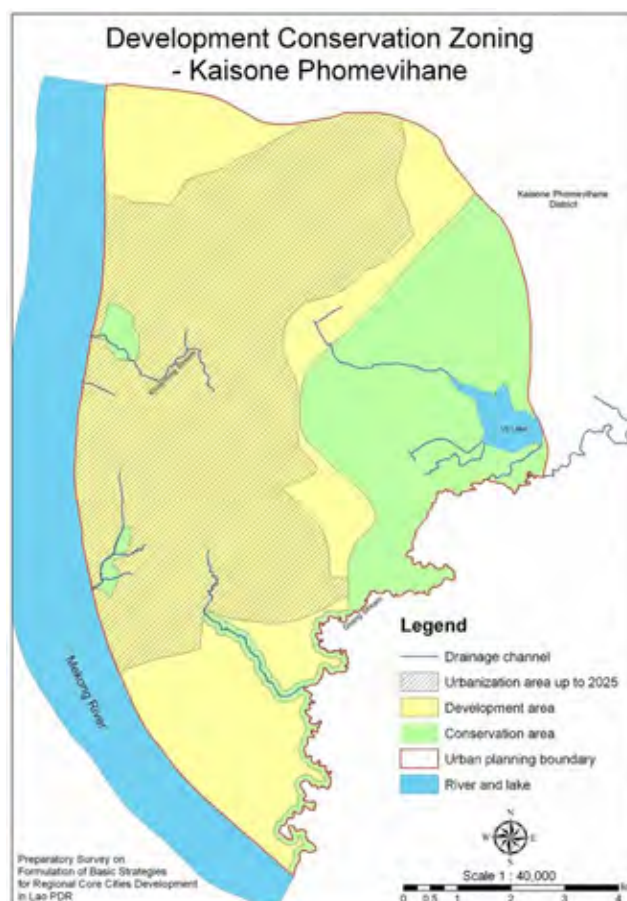 Development Conservation Zoning
- Kaisone Phomevihane
Kaisone Phomevihane
District
Mekong River
Legend
Drainage channel
Urbanization area up to 2025
Development area
Conservation area
Urban planning boundary
River and lake
N
W
E
S
Scale 1 : 40,000
0 0.5 1 2 3 4
Preparatory Survey on
Formulation of Basic Strategies
for Regional Core Cities Development
in Lao PDR